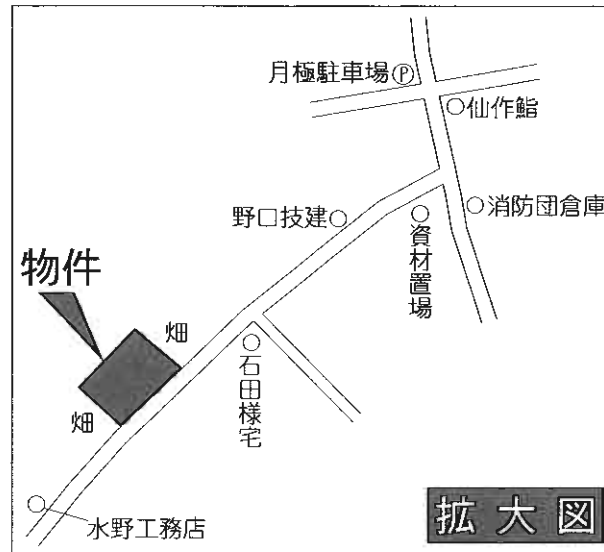 月極駐車場Ⓟ
仙作鮨
消防団倉庫
野口技建
資材置場
物件
畑
石田様宅
畑
水野工務店
拡大図